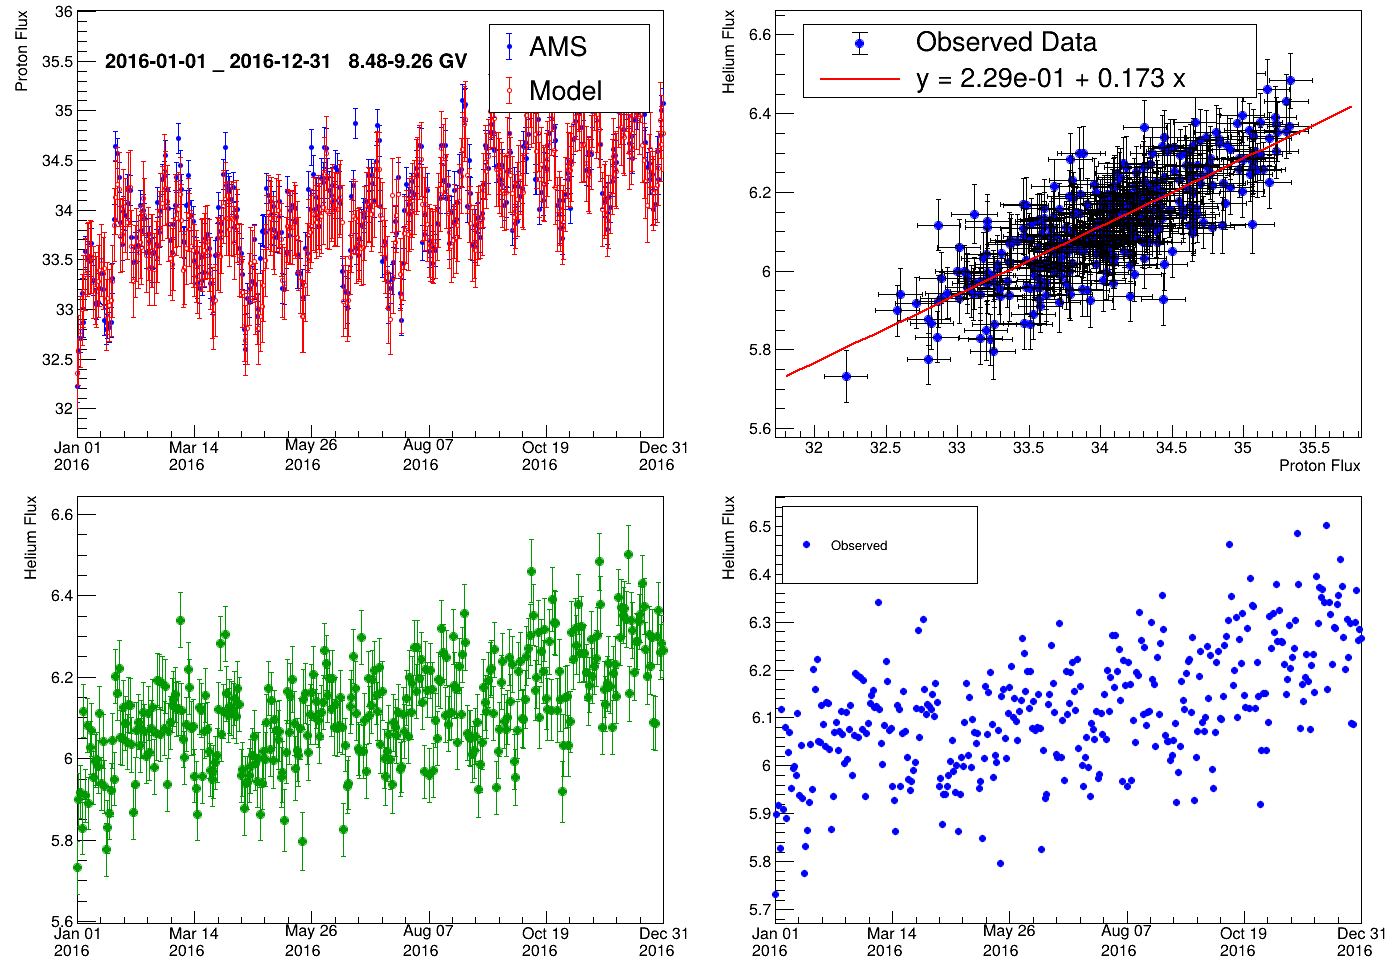 Proton Flux
36
35.5
35
34.5
34
33.5
33
32.5
32
2016-01-01 _ 2016-12-31 8.48-9.26 GV
AMS
Model
Jan 01 Mar 14 May 26 Aug 07 Oct 19 Dec 31
2016 2016 2016 2016 2016 2016
Helium Flux
6.6
6.4
6.2
6
5.8
5.6
Observed Data
y = 2.29e-01 + 0.173 x
32 32.5 33 33.5 34 34.5 35 35.5
Proton Flux
Helium Flux
6.6
6.4
6.2
6
5.8
5.6
Jan 01 Mar 14 May 26 Aug 07 Oct 19 Dec 31
2016 2016 2016 2016 2016 2016
Helium Flux
6.5
6.4
6.3
6.2
6.1
6
5.9
5.8
5.7
Observed
Jan 01 Mar 14 May 26 Aug 07 Oct 19 Dec 31
2016 2016 2016 2016 2016 2016